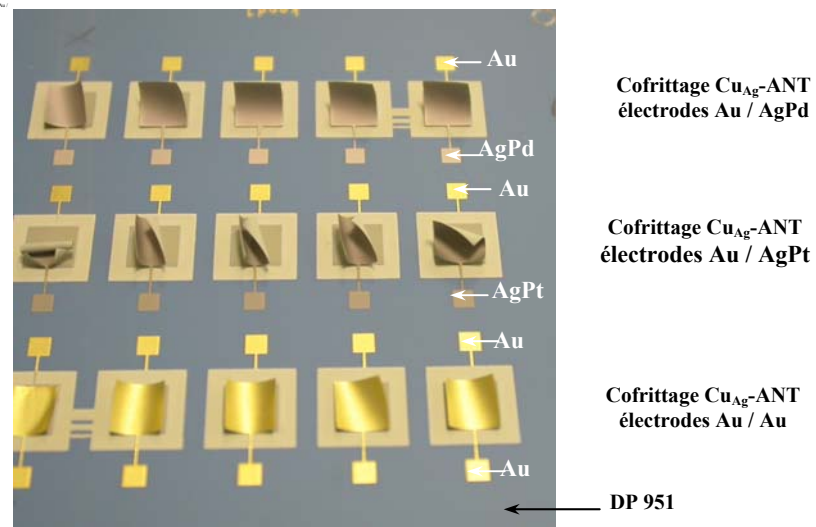 Au
Cofrittage CuAg-ANT
électrodes Au / AgPd
AgPd
Au
Cofrittage CuAg-ANT
électrodes Au / AgPt
AgPt
Au
Cofrittage CuAg-ANT
électrodes Au / Au
Au
DP 951